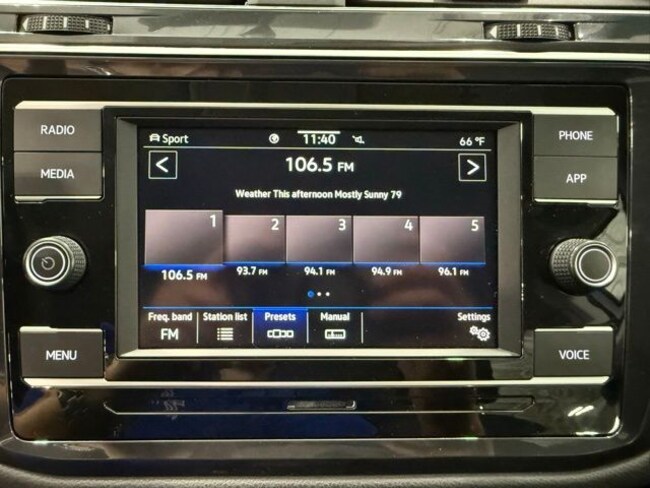 RADIO
MEDIA
MENU
PHONE
APP
VOICE
Sport 11:40 66 °F
106.5 FM
Weather This afternoon Mostly Sunny 79
1 2 3 4 5
106.5 FM 93.7 FM 94.1 FM 94.9 FM 96.1 FM
Freq. band Station list Presets Manual Settings
FM